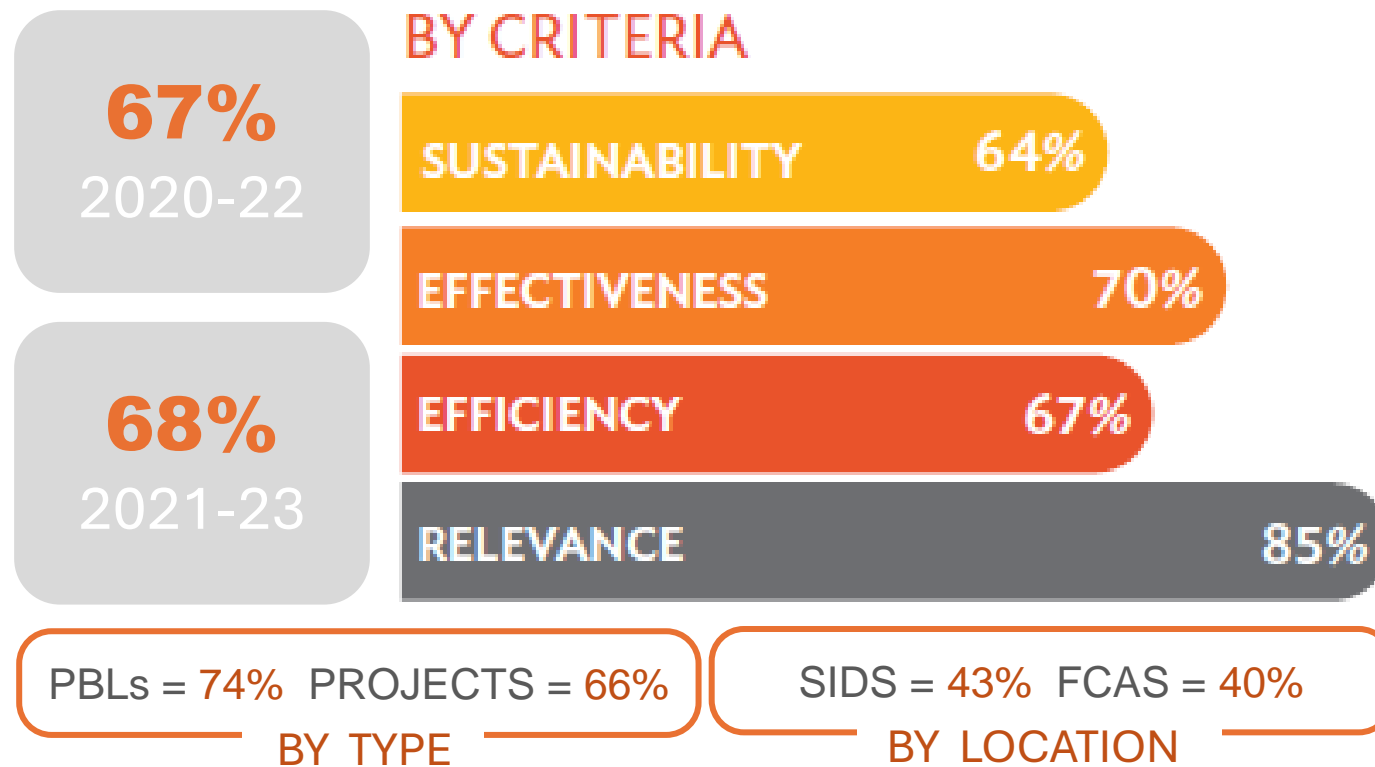 67%
2020-22
68%
2021-23
BY CRITERIA
SUSTAINABILITY 64%
EFFECTIVENESS 70%
EFFICIENCY 67%
RELEVANCE 85%
PBLs = 74% PROJECTS = 66%
BY TYPE
SIDS = 43% FCAS = 40%
BY LOCATION